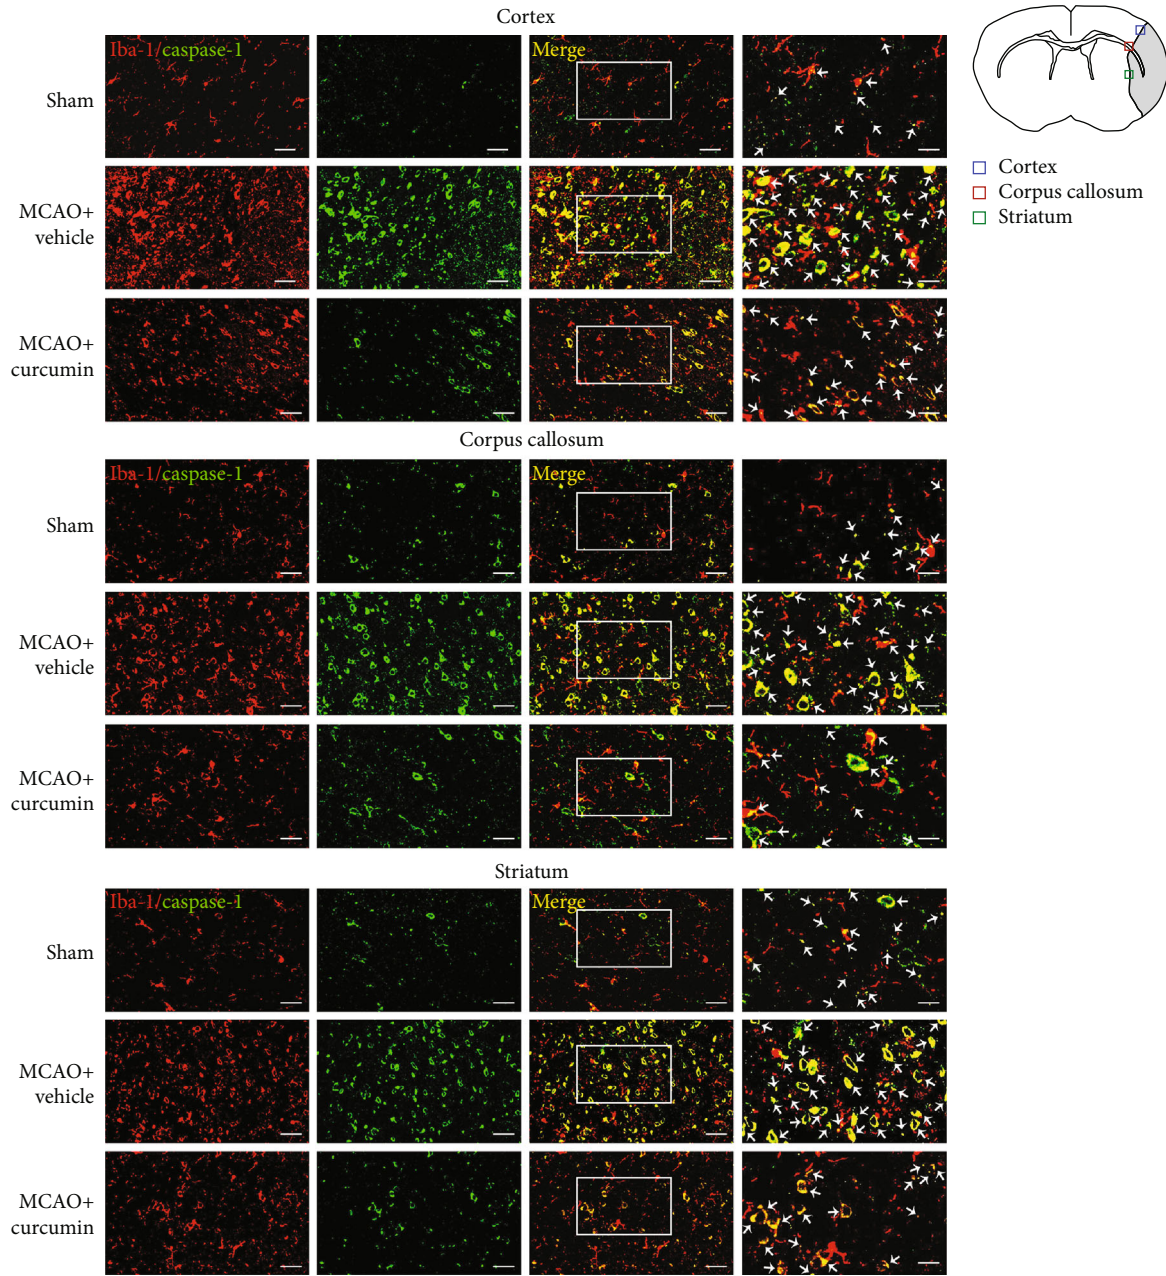 Cortex
Iba-1/caspase-1
Merge
Sham
MCAO+
vehicle
MCAO+
curcumin
Corpus callosum
Iba-1/caspase-1
Merge
Sham
MCAO+
vehicle
MCAO+
curcumin
Striatum
Iba-1/caspase-1
Merge
Sham
MCAO+
vehicle
MCAO+
curcumin
Cortex
Corpus callosum
Striatum